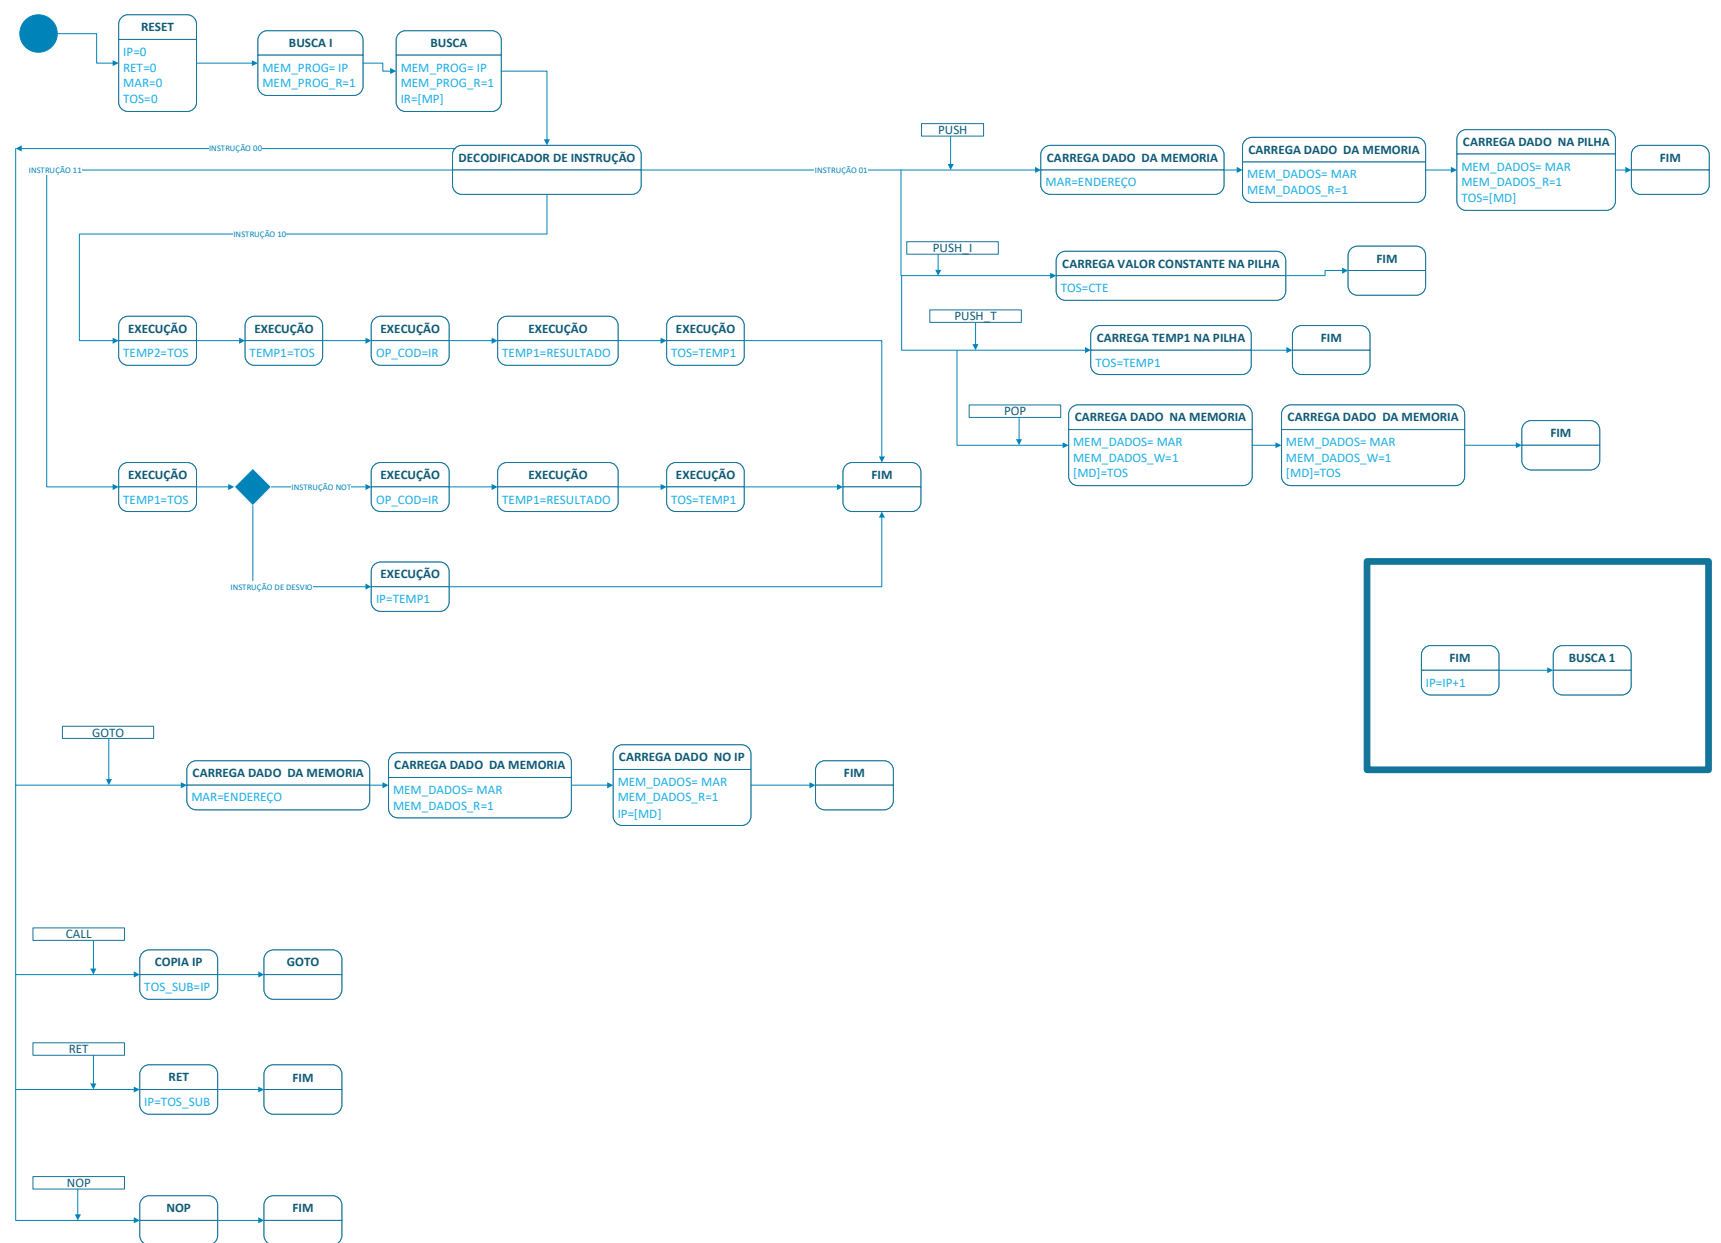 RESET
IP=0
RET=0
MAR=0
TOS=0
BUSCA I
MEM_PROG= IP
MEM_PROG_R=1
BUSCA
MEM_PROG= IP
MEM_PROG_R=1
IR=[MP]
DECODIFICADOR DE INSTRUÇÃO
INSTRUÇÃO 00
INSTRUÇÃO 11
INSTRUÇÃO 01
INSTRUÇÃO 10
PUSH
CARREGA DADO DA MEMORIA
MAR=ENDEREÇO
CARREGA DADO DA MEMORIA
MEM_DADOS= MAR
MEM_DADOS_R=1
CARREGA DADO NA PILHA
MEM_DADOS= MAR
MEM_DADOS_R=1
TOS=[MD]
FIM
PUSH_I
CARREGA VALOR CONSTANTE NA PILHA
TOS=CTE
FIM
PUSH_T
CARREGA TEMP1 NA PILHA
TOS=TEMP1
FIM
POP
CARREGA DADO NA MEMORIA
MEM_DADOS= MAR
MEM_DADOS_W=1
[MD]=TOS
CARREGA DADO DA MEMORIA
MEM_DADOS= MAR
MEM_DADOS_W=1
[MD]=TOS
FIM
EXECUÇÃO
TEMP2=TOS
EXECUÇÃO
TEMP1=TOS
EXECUÇÃO
OP_COD=IR
EXECUÇÃO
TEMP1=RESULTADO
EXECUÇÃO
TOS=TEMP1
EXECUÇÃO
TEMP1=TOS
INSTRUÇÃO NOT
EXECUÇÃO
OP_COD=IR
EXECUÇÃO
TEMP1=RESULTADO
EXECUÇÃO
TOS=TEMP1
FIM
INSTRUÇÃO DE DESVIO
EXECUÇÃO
IP=TEMP1
FIM
IP=IP+1
BUSCA 1
GOTO
CARREGA DADO DA MEMORIA
MAR=ENDEREÇO
CARREGA DADO DA MEMORIA
MEM_DADOS= MAR
MEM_DADOS_R=1
CARREGA DADO NO IP
MEM_DADOS= MAR
MEM_DADOS_R=1
IP=[MD]
FIM
CALL
COPIA IP
TOS_SUB=IP
GOTO
RET
RET
IP=TOS_SUB
FIM
NOP
NOP
FIM